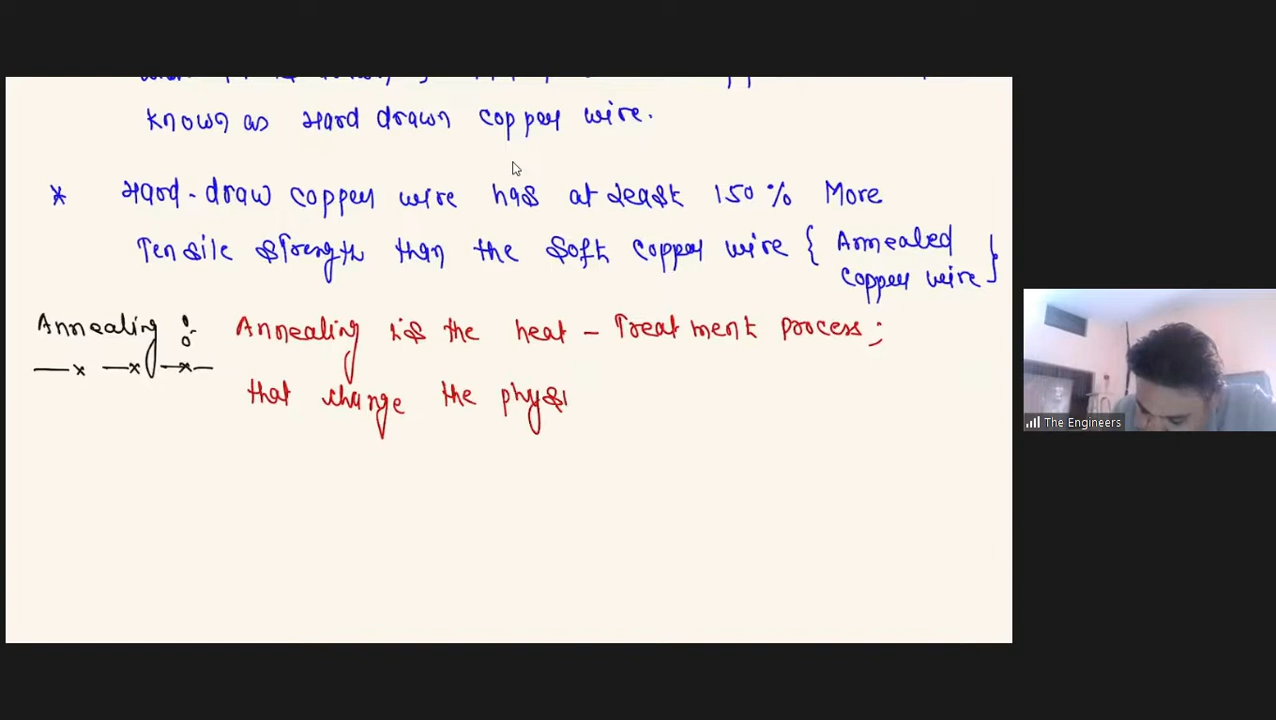 known as Hard drawn copper wire.
* Hard-draw copper wire has at least 150% More
Tensile strength than the soft copper wire { Annealed
copper wire }
Annealing : Annealing is the heat - Treatment process;
that change the physi
The Engineers